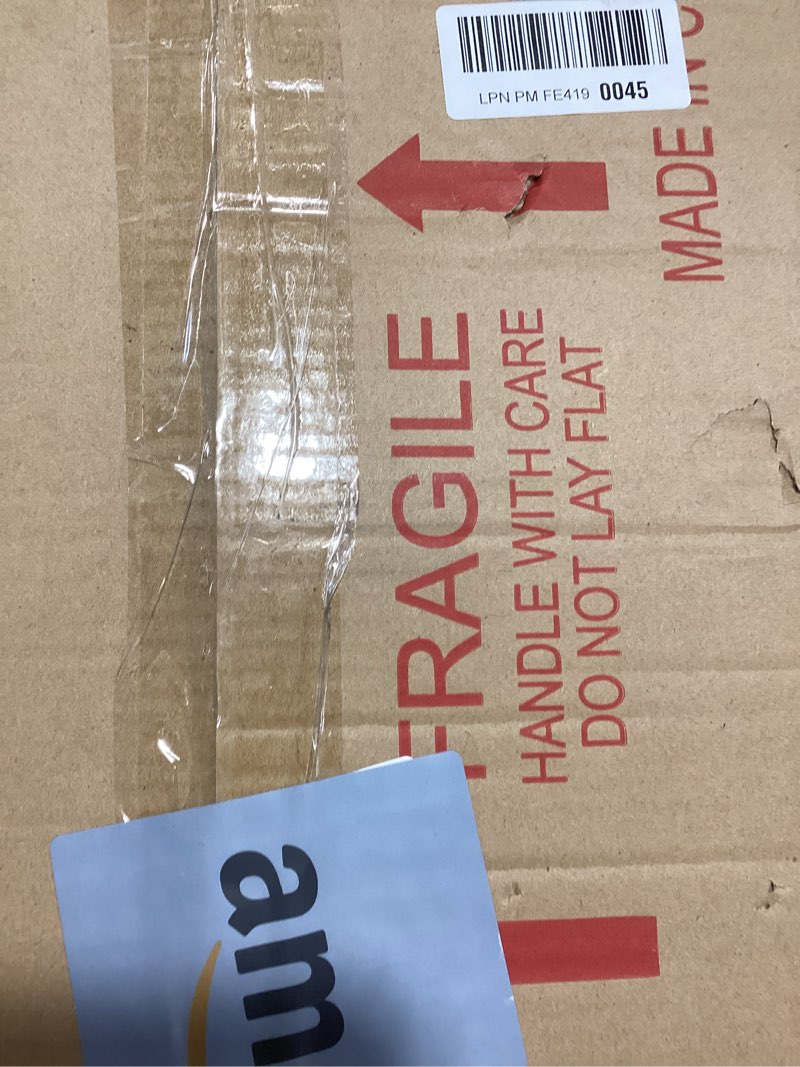 LPN PM FE419 0045
MADE IN
FRAGILE
HANDLE WITH CARE
DO NOT LAY FLAT
am